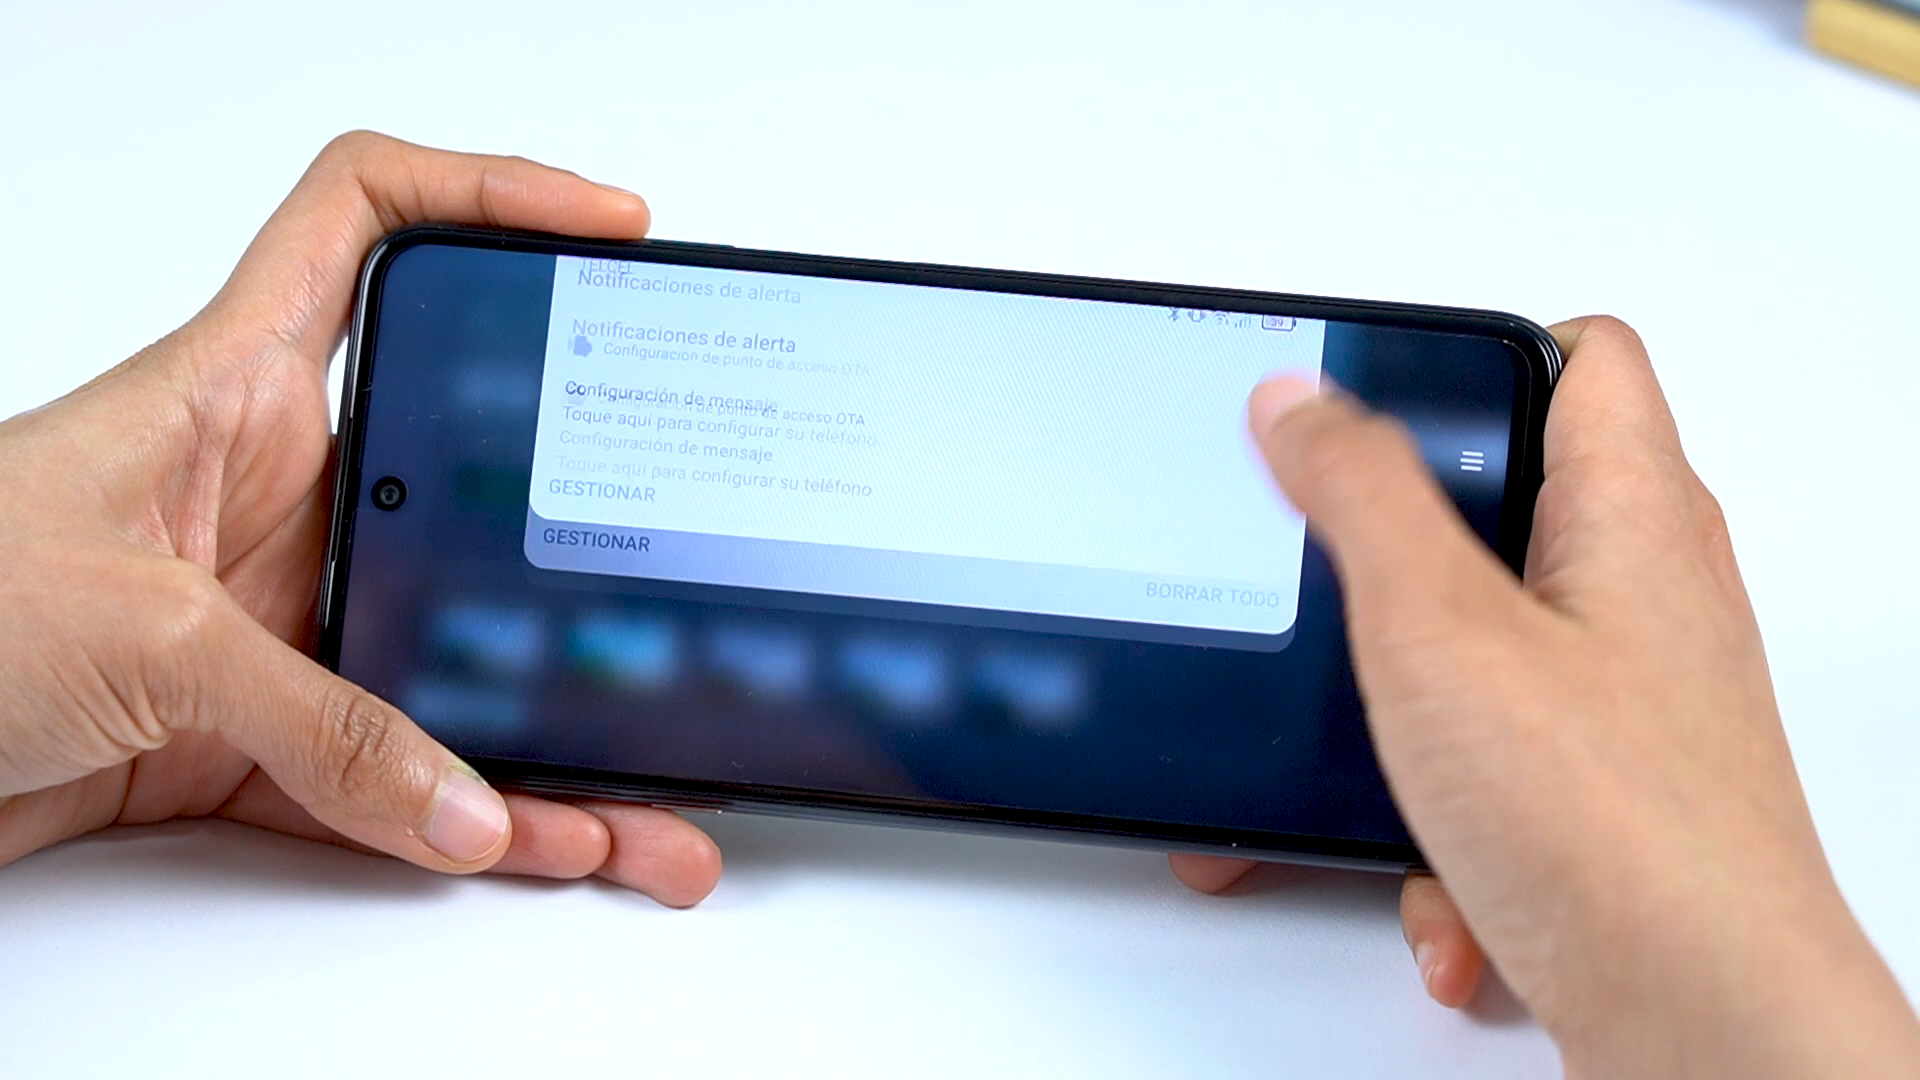 TELCEL
Notificaciones de alerta
39
Notificaciones de alerta
Configuración de punto de acceso OTA
Configuración de mensaje
Configuración de punto de acceso OTA
Toque aquí para configurar su teléfono
Configuración de mensaje
Toque aquí para configurar su teléfono
GESTIONAR
GESTIONAR
BORRAR TODO